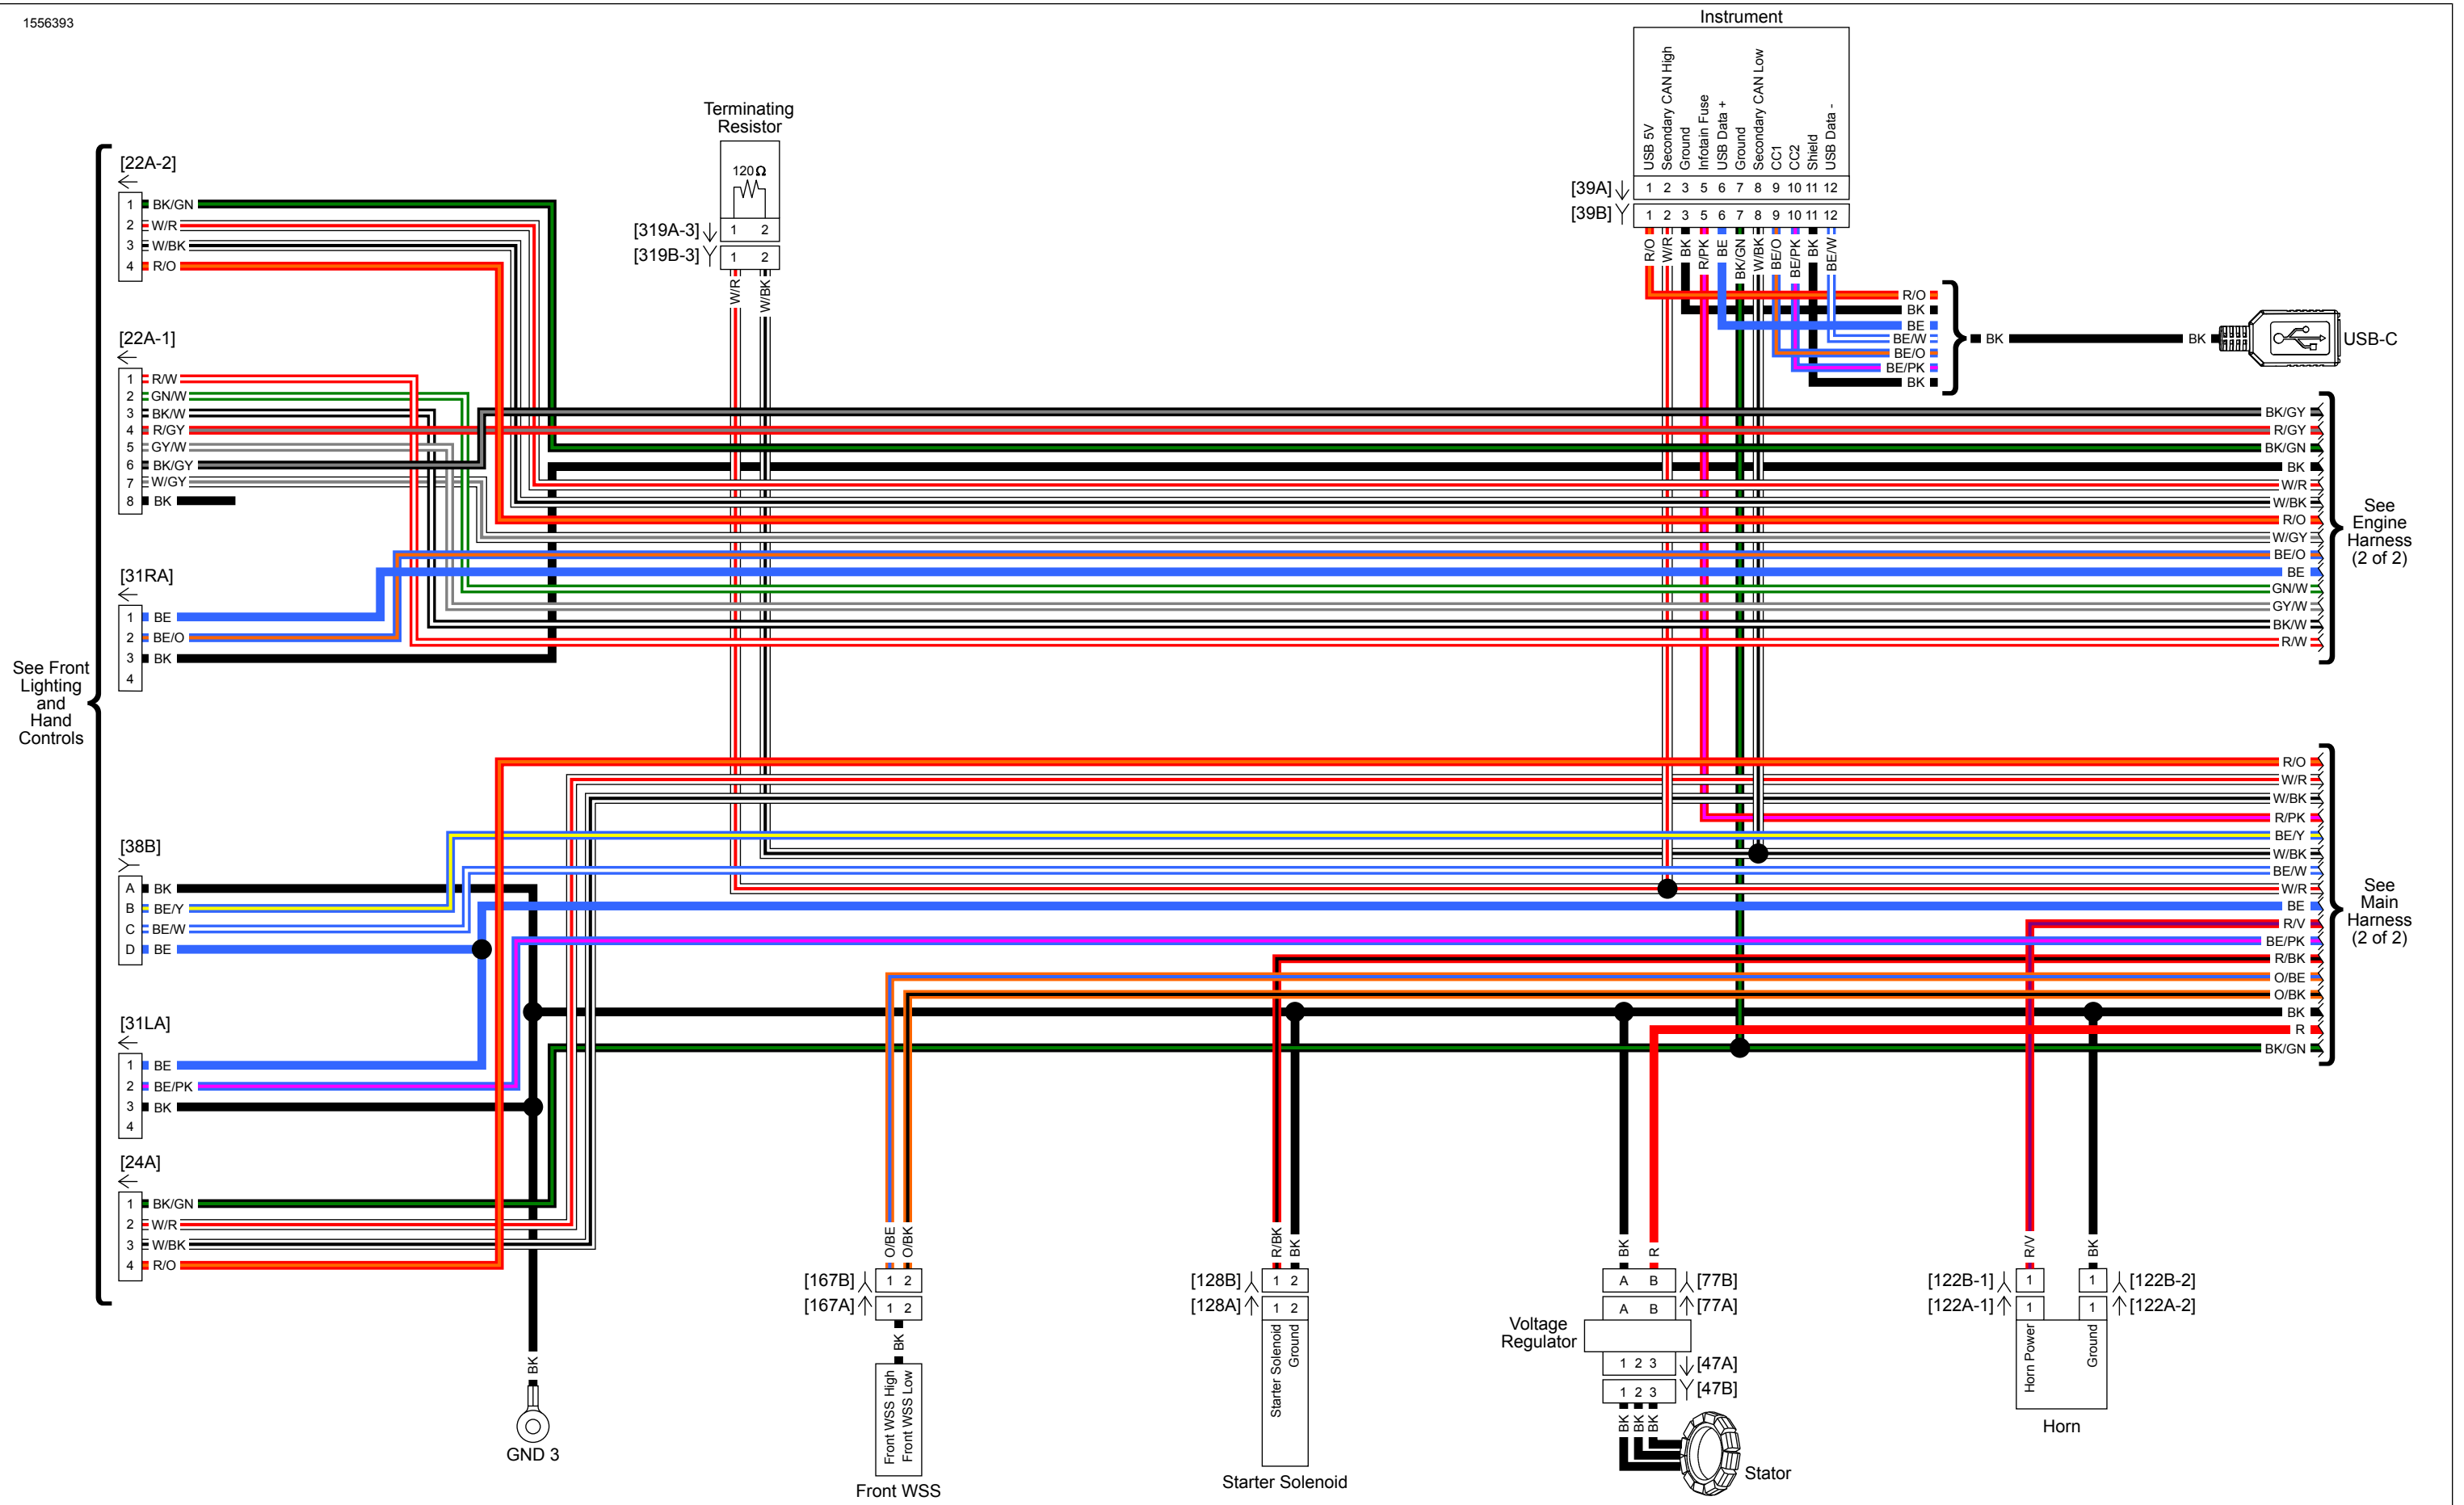 1556393
Instrument
USB 5V
Secondary CAN High
Ground
Infotain Fuse
USB Data +
Ground
Secondary CAN Low
CC1
CC2
Shield
USB Data -
[39A] 1 2 3 5 6 7 8 9 10 11 12
[39B] 1 2 3 5 6 7 8 9 10 11 12
R/O W/R BK R/PK BE BK/GN W/BK BE/O BE/PK BK BE/W
R/O
BK
BE
BE/W
BE/O
BE/PK
BK
BK BK USB-C
Terminating
Resistor
120Ω
[319A-3] 1 2
[319B-3] 1 2
W/R W/BK
See Front
Lighting
and
Hand
Controls
[22A-2]
1 BK/GN
2 W/R
3 W/BK
4 R/O
[22A-1]
1 R/W
2 GN/W
3 BK/W
4 R/GY
5 GY/W
6 BK/GY
7 W/GY
8 BK
[31RA]
1 BE
2 BE/O
3 BK
4
[38B]
A BK
B BE/Y
C BE/W
D BE
[31LA]
1 BE
2 BE/PK
3 BK
4
[24A]
1 BK/GN
2 W/R
3 W/BK
4 R/O
BK/GY
R/GY
BK/GN
BK
W/R
W/BK
R/O
W/GY
BE/O
BE
GN/W
GY/W
BK/W
R/W
See
Engine
Harness
(2 of 2)
R/O
W/R
W/BK
R/PK
BE/Y
W/BK
BE/W
W/R
BE
R/V
BE/PK
R/BK
O/BE
O/BK
BK
R
BK/GN
See
Main
Harness
(2 of 2)
BK
GND 3
O/BE O/BK
[167B] 1 2
[167A] 1 2
BK
Front WSS High
Front WSS Low
Front WSS
R/BK BK
[128B] 1 2
[128A] 1 2
Starter Solenoid
Ground
Starter Solenoid
BK R
A B [77B]
A B [77A]
Voltage
Regulator
1 2 3 [47A]
1 2 3 [47B]
BK BK BK
Stator
R/V BK
[122B-1] 1 1 [122B-2]
[122A-1] 1 1 [122A-2]
Horn Power
Ground
Horn